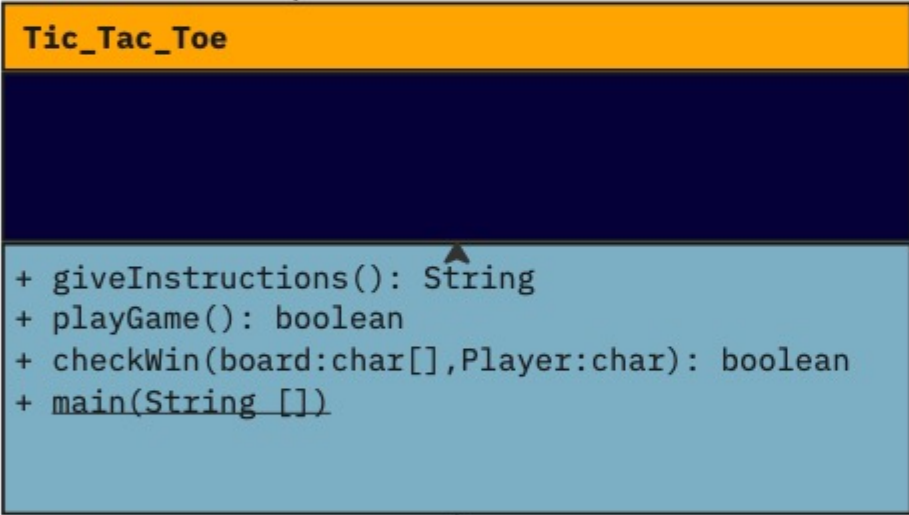 Tic_Tac_Toe
+ giveInstructions(): String
+ playGame(): boolean
+ checkWin(board:char[],Player:char): boolean
+ main(String [])